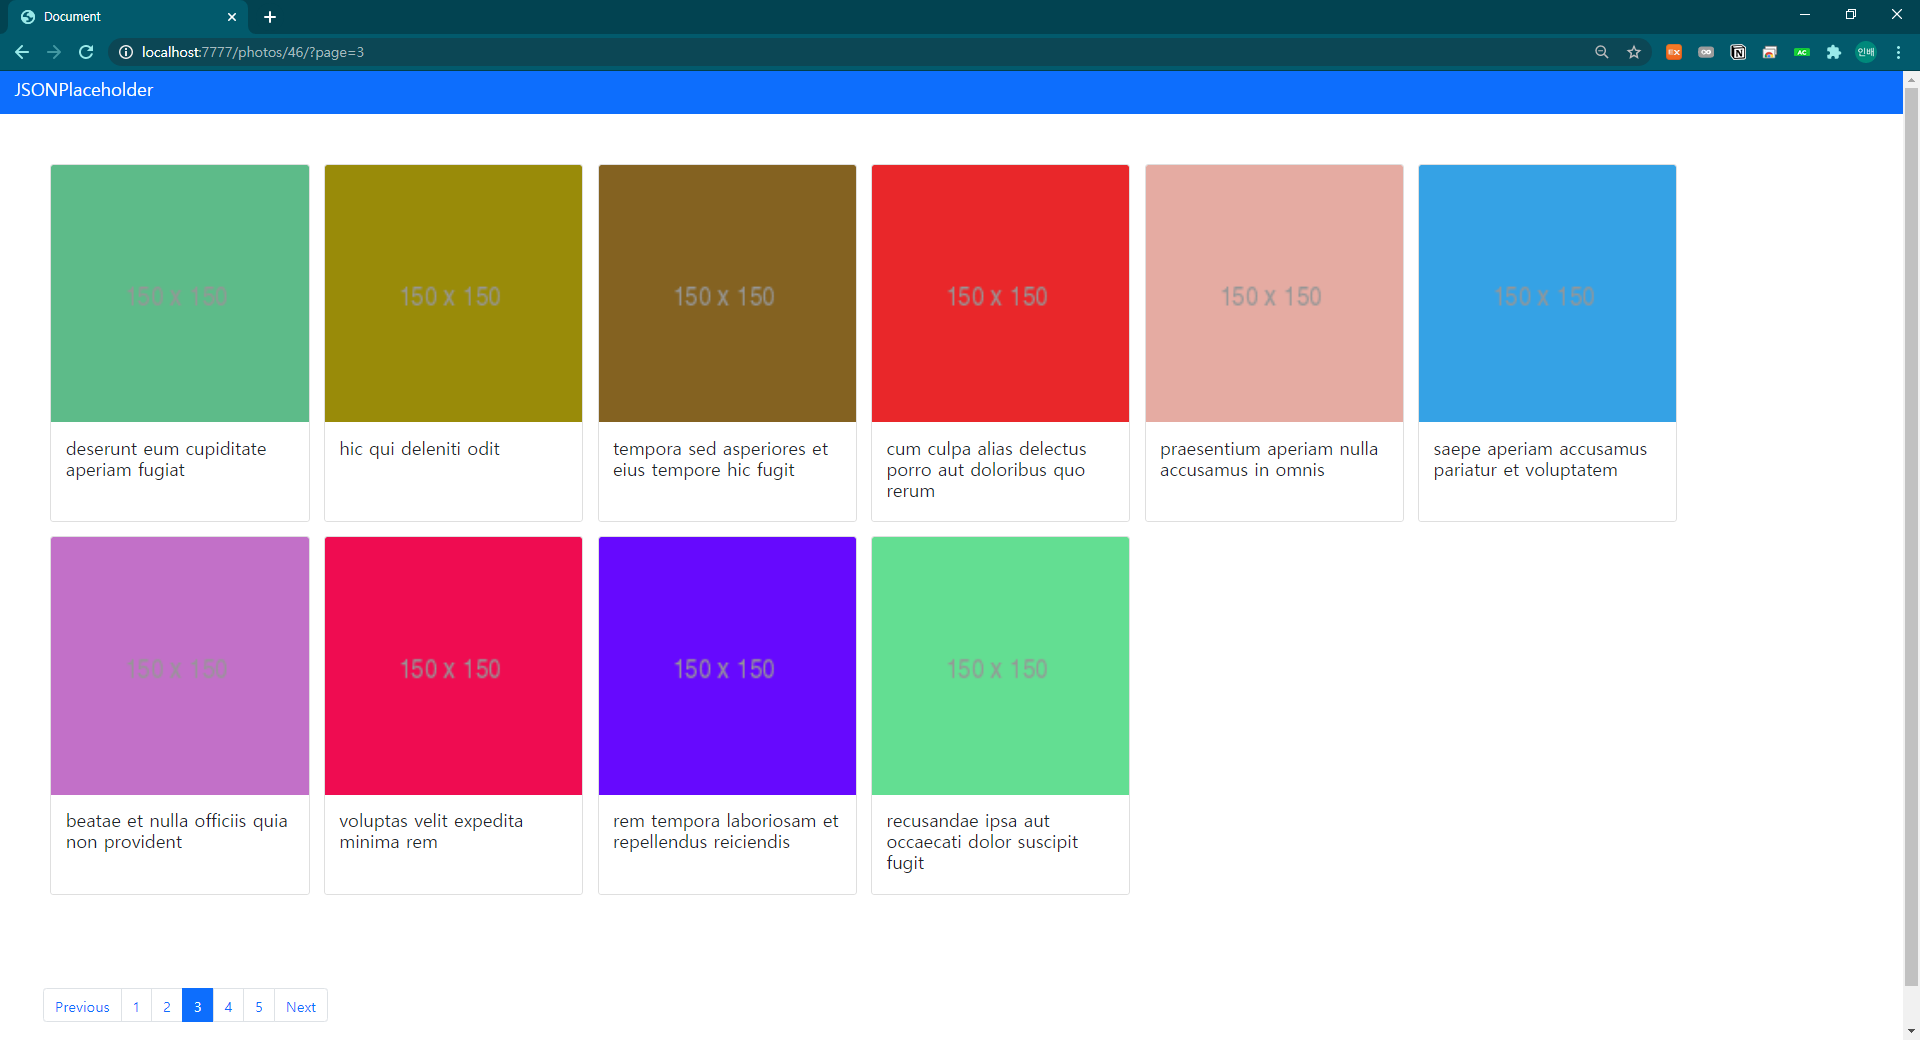 Document
localhost:7777/photos/46/?page=3
EX
N
AC
인배
JSONPlaceholder
150 x 150
150 x 150
150 x 150
150 x 150
150 x 150
150 x 150
deserunt eum cupiditate
aperiam fugiat
hic qui deleniti odit
tempora sed asperiores et
eius tempore hic fugit
cum culpa alias delectus
porro aut doloribus quo
rerum
praesentium aperiam nulla
accusamus in omnis
saepe aperiam accusamus
pariatur et voluptatem
150 x 150
150 x 150
150 x 150
150 x 150
beatae et nulla officiis quia
non provident
voluptas velit expedita
minima rem
rem tempora laboriosam et
repellendus reiciendis
recusandae ipsa aut
occaecati dolor suscipit
fugit
Previous 1 2 3 4 5 Next